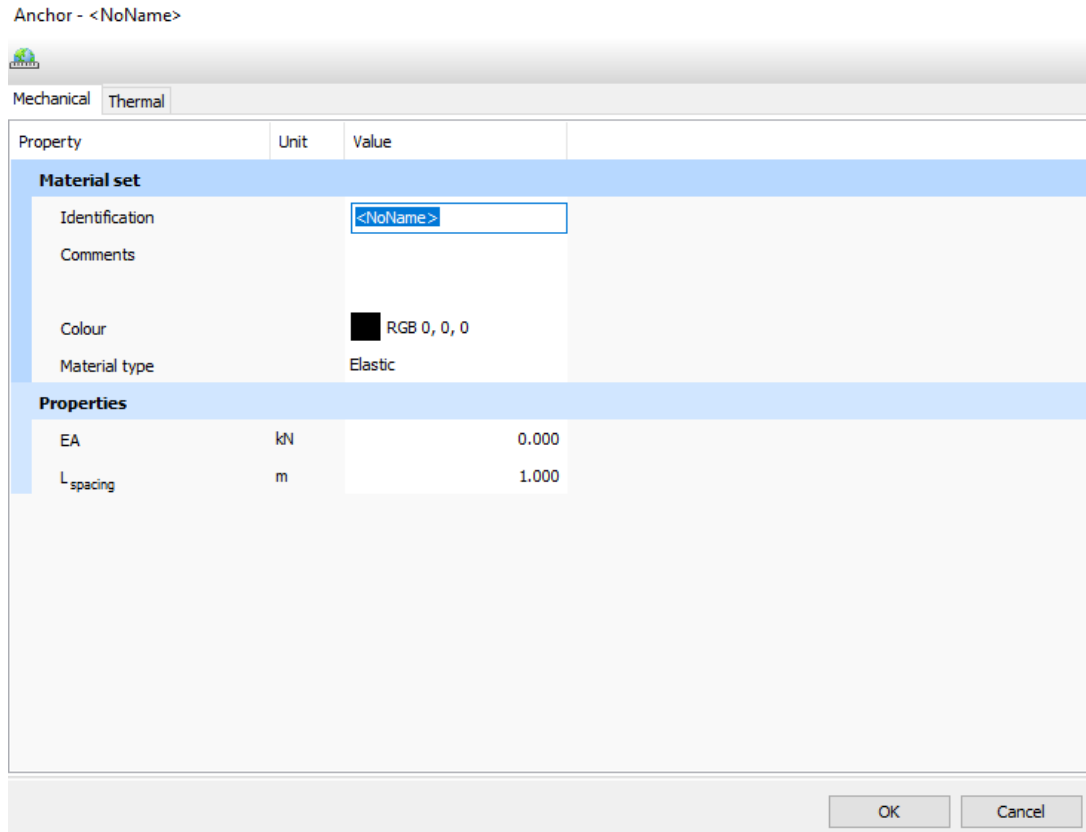 Anchor - <NoName>
Mechanical Thermal
Property Unit Value
Material set
Identification <NoName>
Comments
Colour RGB 0, 0, 0
Material type Elastic
Properties
EA kN 0.000
L spacing m 1.000
OK Cancel